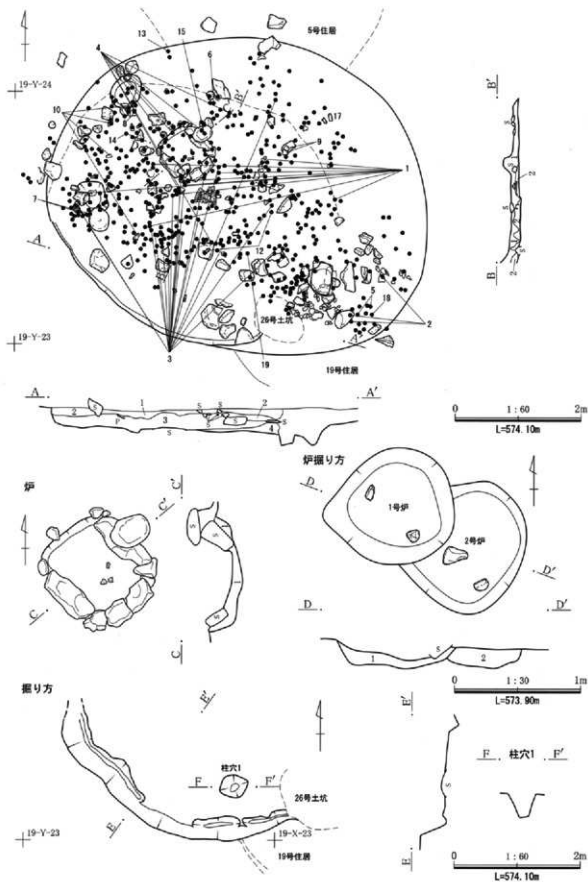 13
15
6
5号住居
4
19-Y-24
B'
B'
10
14
17
9
1
7
A
12
5
18
2
A'
26号土坑
B
19-Y-23
3
19
19号住居
A
A'
1
2
S
S
2
P
3
S
S
4
S
S
0
1:60
2m
L=574.10m
炉
C'
C'
S
S
S
C
C
炉掘り方
D
1号炉
2号炉
D'
D
D'
S
1
2
0
1:30
1m
L=573.90m
掘り方
E'
E'
柱穴1
F
F'
26号土坑
E
19-Y-23
19-X-23
19号住居
S
E
F
柱穴1
F'
0
1:60
2m
L=574.10m